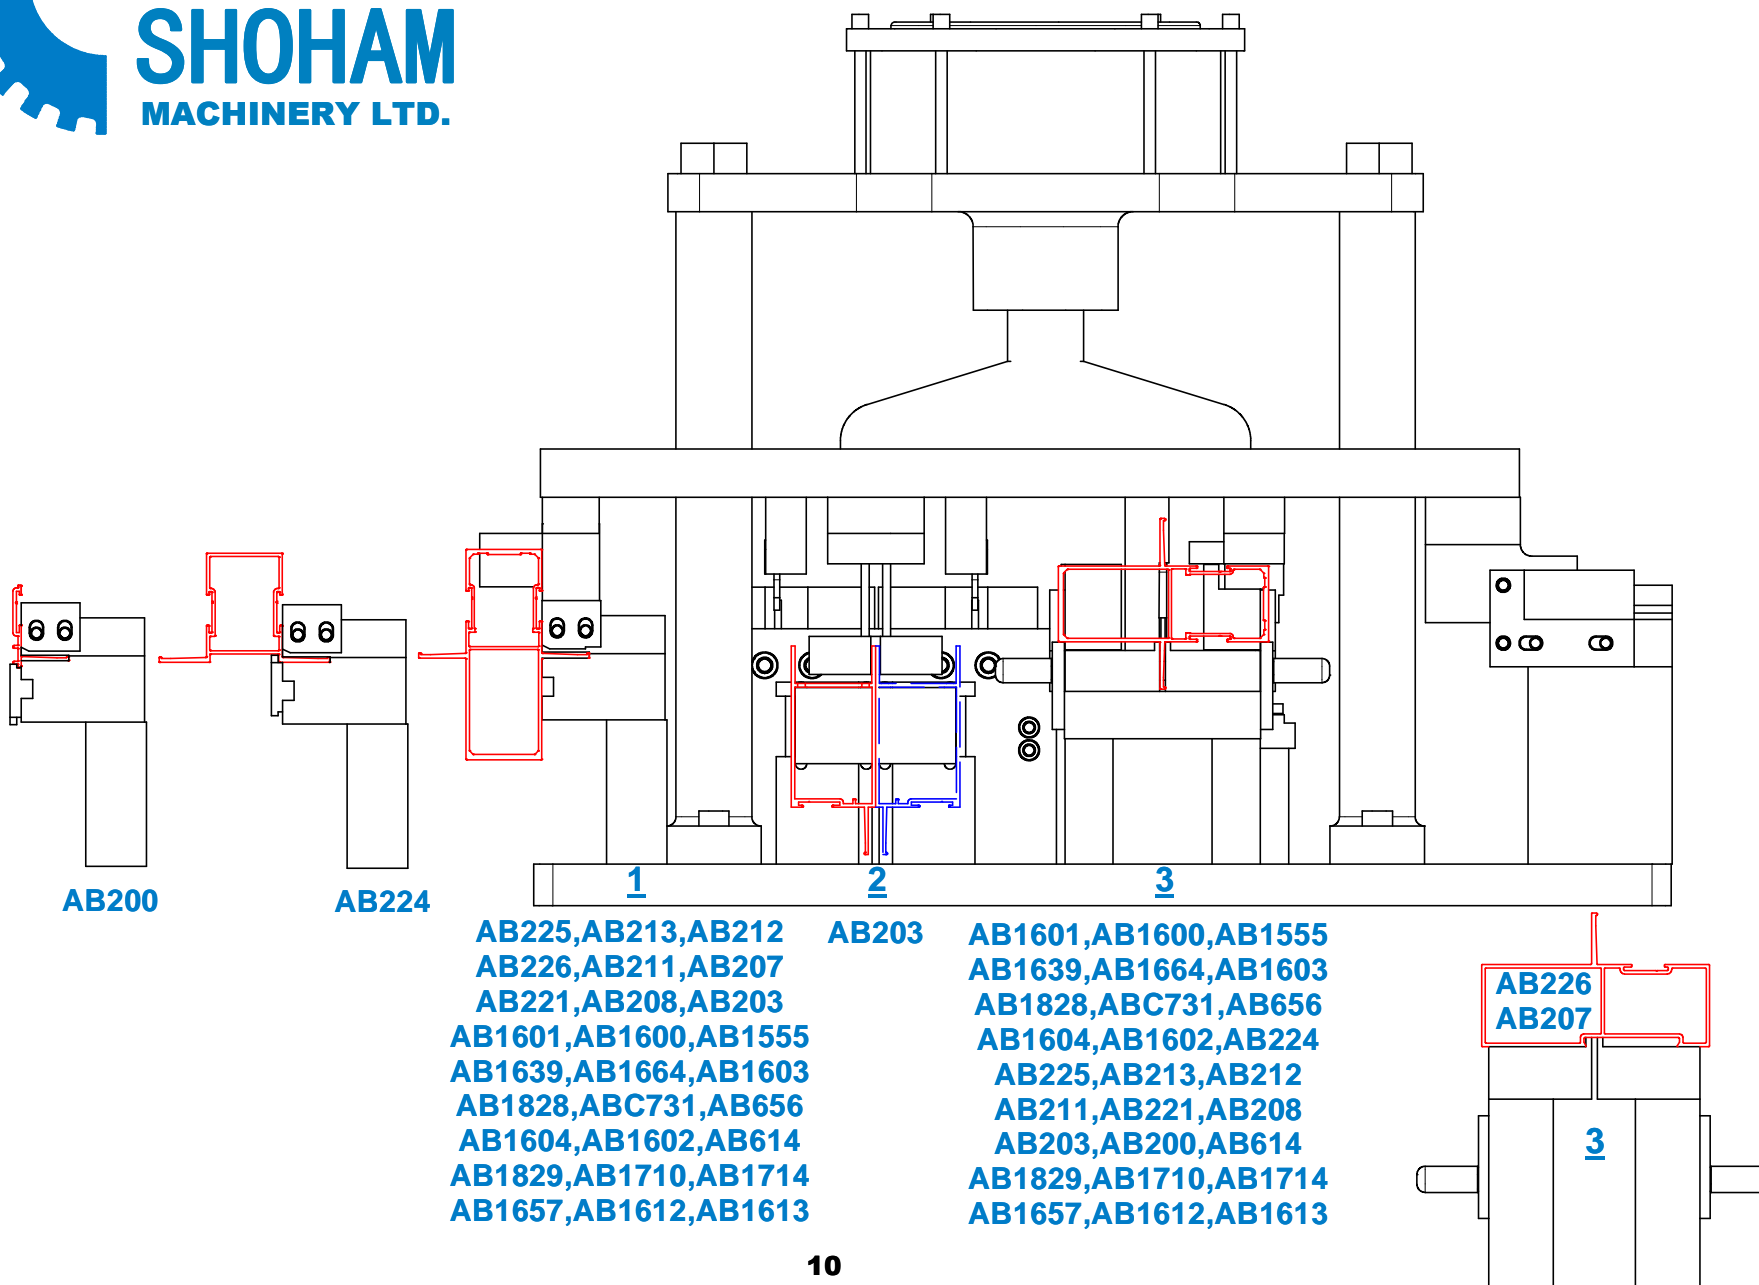 SHOHAM
MACHINERY LTD.
AB200
AB224
1
2
3
AB225,AB213,AB212
AB226,AB211,AB207
AB221,AB208,AB203
AB1601,AB1600,AB1555
AB1639,AB1664,AB1603
AB1828,ABC731,AB656
AB1604,AB1602,AB614
AB1829,AB1710,AB1714
AB1657,AB1612,AB1613
AB203
AB1601,AB1600,AB1555
AB1639,AB1664,AB1603
AB1828,ABC731,AB656
AB1604,AB1602,AB224
AB225,AB213,AB212
AB211,AB221,AB208
AB203,AB200,AB614
AB1829,AB1710,AB1714
AB1657,AB1612,AB1613
AB226
AB207
3
10